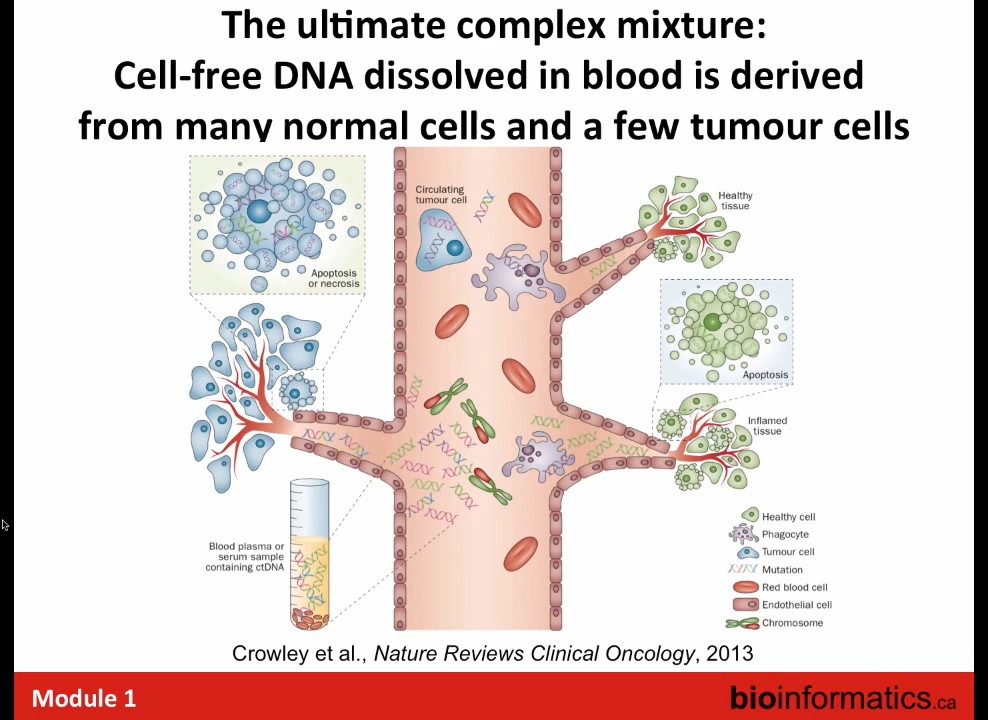 The ultimate complex mixture:
Cell-free DNA dissolved in blood is derived
from many normal cells and a few tumour cells
Circulating
tumour cell
Healthy
tissue
Apoptosis
or necrosis
Apoptosis
Inflamed
tissue
Blood plasma or
serum sample
containing ctDNA
Healthy cell
Phagocyte
Tumour cell
Mutation
Red blood cell
Endothelial cell
Chromosome
Crowley et al., Nature Reviews Clinical Oncology, 2013
Module 1
bioinformatics.ca